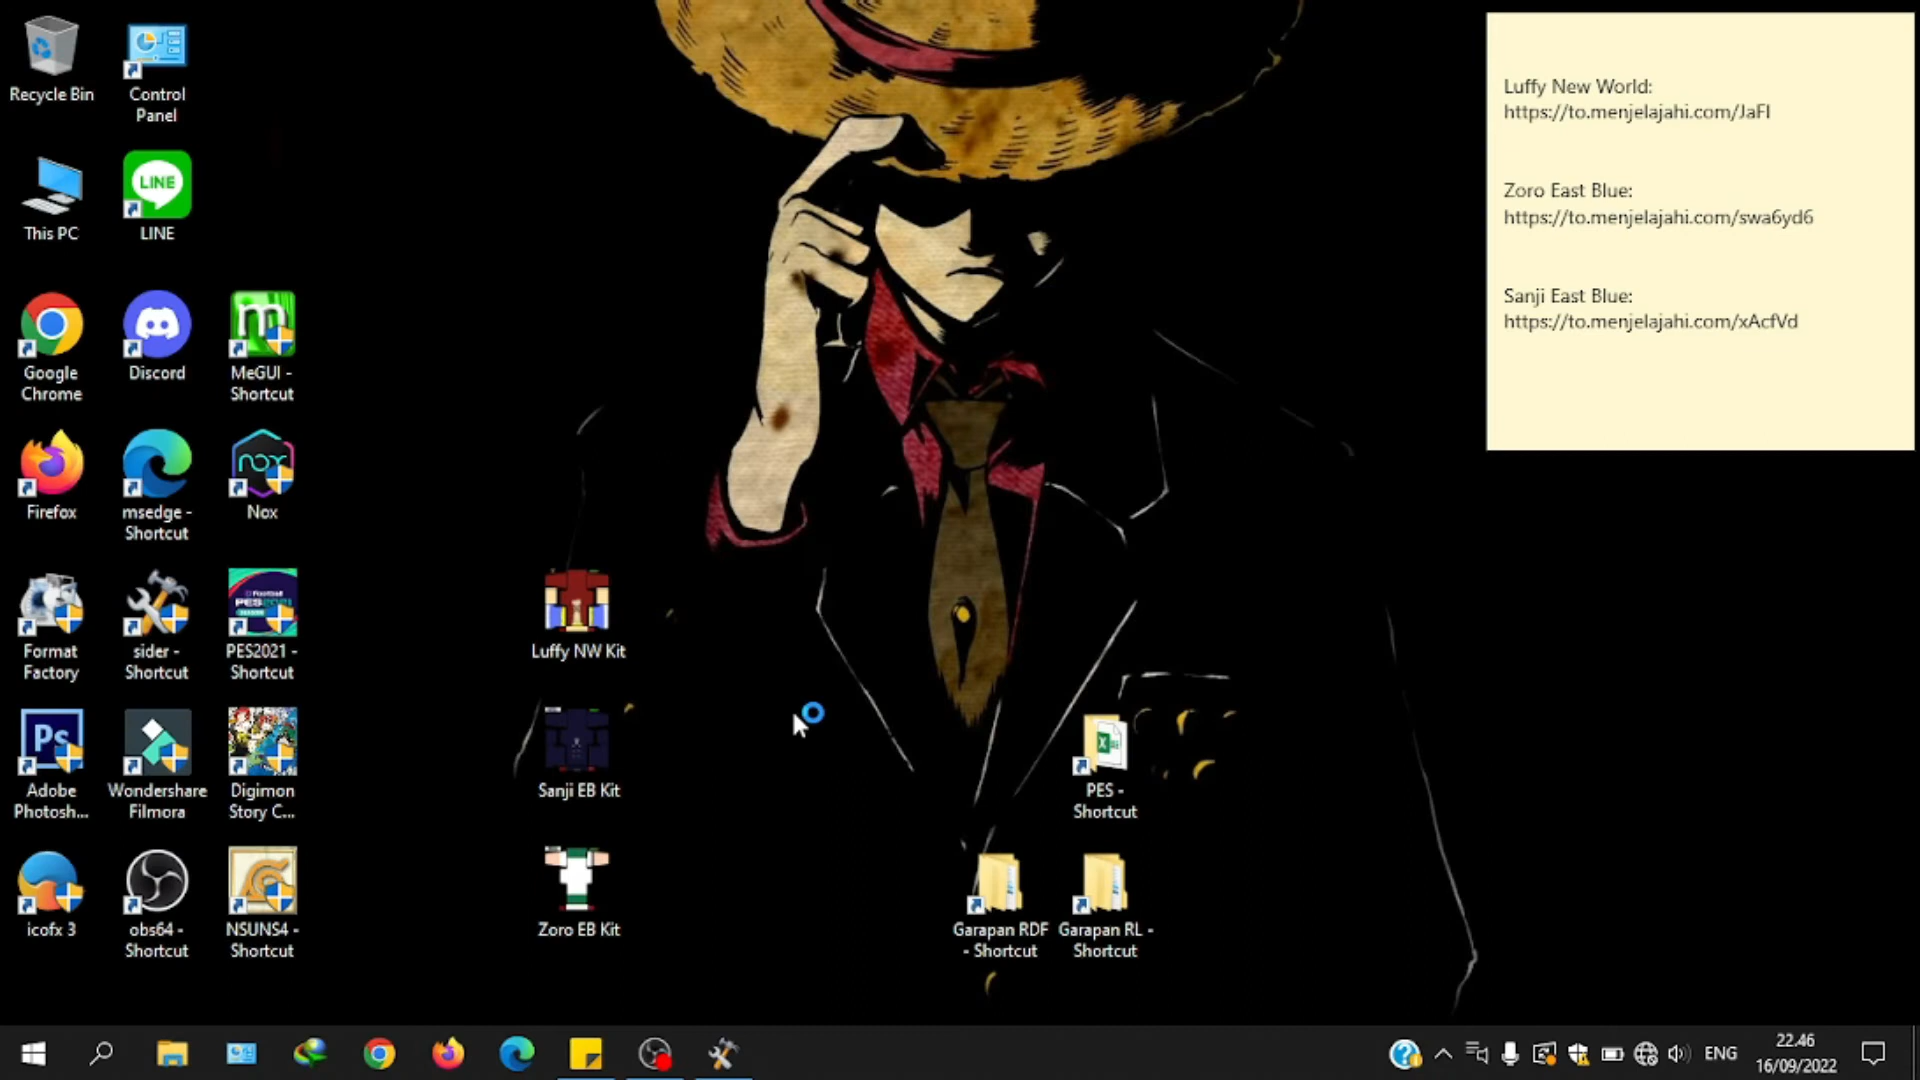 Recycle Bin
Control
Panel
This PC
LINE
LINE
Google
Chrome
Discord
m
MeGUI -
Shortcut
Firefox
msedge -
Shortcut
nox
Nox
Format
Factory
sider -
Shortcut
PES2021 -
Shortcut
Ps
Adobe
Photosh...
Wondershare
Filmora
Digimon
Story C...
icofx 3
obs64 -
Shortcut
NSUNS4 -
Shortcut
Luffy NW Kit
Sanji EB Kit
Zoro EB Kit
PES -
Shortcut
Garapan RDF
- Shortcut
Garapan RL -
Shortcut
Luffy New World:
https://to.menjelajahi.com/JaFI
Zoro East Blue:
https://to.menjelajahi.com/swa6yd6
Sanji East Blue:
https://to.menjelajahi.com/xAcfVd
ENG
22.46
16/09/2022